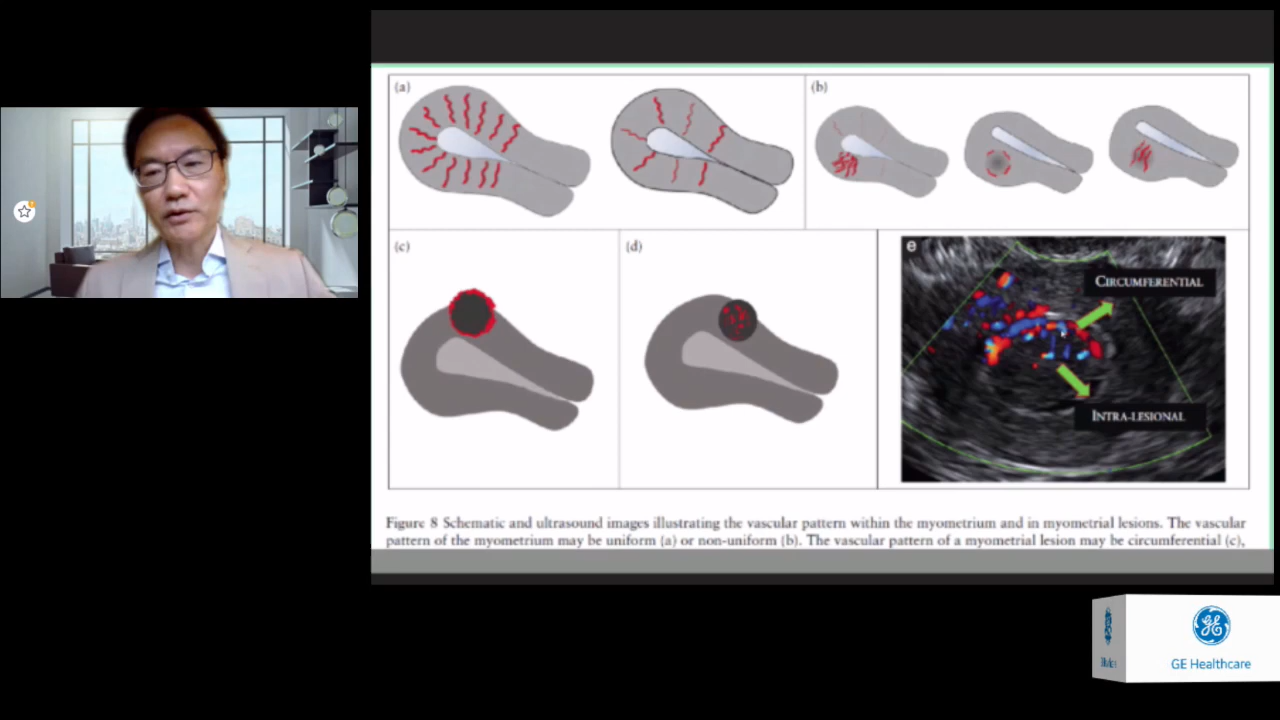 (a)
(b)
(c)
(d)
e
CIRCUMFERENTIAL
INTRA-LESIONAL
Figure 8 Schematic and ultrasound images illustrating the vascular pattern within the myometrium and in myometrial lesions. The vascular
pattern of the myometrium may be uniform (a) or non-uniform (b). The vascular pattern of a myometrial lesion may be circumferential (c),
GE
GE Healthcare